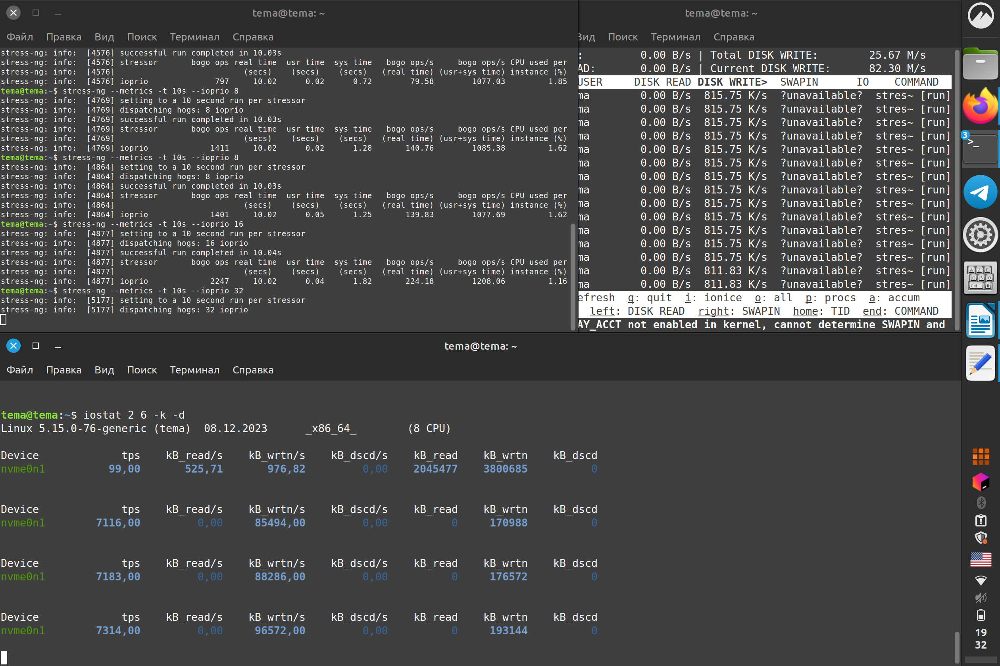 tema@tema: ~
Файл Правка Вид Поиск Терминал Справка
stress-ng: info:  [4576] successful run completed in 10.03s
stress-ng: info:  [4576] stressor       bogo ops real time  usr time  sys time   bogo ops/s     bogo ops/s CPU used per
stress-ng: info:  [4576]                           (secs)    (secs)    (secs)   (real time) (usr+sys time) instance (%)
stress-ng: info:  [4576] ioprio              797     10.02      0.02      0.72        79.58        1077.03         1.85
tema@tema:~$ stress-ng --metrics -t 10s --ioprio 8
stress-ng: info:  [4769] setting to a 10 second run per stressor
stress-ng: info:  [4769] dispatching hogs: 8 ioprio
stress-ng: info:  [4769] successful run completed in 10.03s
stress-ng: info:  [4769] stressor       bogo ops real time  usr time  sys time   bogo ops/s     bogo ops/s CPU used per
stress-ng: info:  [4769]                           (secs)    (secs)    (secs)   (real time) (usr+sys time) instance (%)
stress-ng: info:  [4769] ioprio             1411     10.02      0.02      1.28       140.76        1085.38         1.62
tema@tema:~$ stress-ng --metrics -t 10s --ioprio 8
stress-ng: info:  [4864] setting to a 10 second run per stressor
stress-ng: info:  [4864] dispatching hogs: 8 ioprio
stress-ng: info:  [4864] successful run completed in 10.03s
stress-ng: info:  [4864] stressor       bogo ops real time  usr time  sys time   bogo ops/s     bogo ops/s CPU used per
stress-ng: info:  [4864]                           (secs)    (secs)    (secs)   (real time) (usr+sys time) instance (%)
stress-ng: info:  [4864] ioprio             1401     10.02      0.05      1.25       139.83        1077.69         1.62
tema@tema:~$ stress-ng --metrics -t 10s --ioprio 16
stress-ng: info:  [4877] setting to a 10 second run per stressor
stress-ng: info:  [4877] dispatching hogs: 16 ioprio
stress-ng: info:  [4877] successful run completed in 10.04s
stress-ng: info:  [4877] stressor       bogo ops real time  usr time  sys time   bogo ops/s     bogo ops/s CPU used per
stress-ng: info:  [4877]                           (secs)    (secs)    (secs)   (real time) (usr+sys time) instance (%)
stress-ng: info:  [4877] ioprio             2247     10.02      0.04      1.82       224.18        1208.06         1.16
tema@tema:~$ stress-ng --metrics -t 10s --ioprio 32
stress-ng: info:  [5177] setting to a 10 second run per stressor
stress-ng: info:  [5177] dispatching hogs: 32 ioprio
tema@tema: ~
Вид Поиск Терминал Справка
:         0.00 B/s | Total DISK WRITE:        25.67 M/s
AD:       0.00 B/s | Current DISK WRITE:      82.30 M/s
USER     DISK READ DISK WRITE>  SWAPIN      IO    COMMAND
ma        0.00 B/s  815.75 K/s  ?unavailable?  stres~ [run]
ma        0.00 B/s  815.75 K/s  ?unavailable?  stres~ [run]
ma        0.00 B/s  815.75 K/s  ?unavailable?  stres~ [run]
ma        0.00 B/s  815.75 K/s  ?unavailable?  stres~ [run]
ma        0.00 B/s  815.75 K/s  ?unavailable?  stres~ [run]
ma        0.00 B/s  815.75 K/s  ?unavailable?  stres~ [run]
ma        0.00 B/s  815.75 K/s  ?unavailable?  stres~ [run]
ma        0.00 B/s  815.75 K/s  ?unavailable?  stres~ [run]
ma        0.00 B/s  815.75 K/s  ?unavailable?  stres~ [run]
ma        0.00 B/s  815.75 K/s  ?unavailable?  stres~ [run]
ma        0.00 B/s  815.75 K/s  ?unavailable?  stres~ [run]
ma        0.00 B/s  815.75 K/s  ?unavailable?  stres~ [run]
ma        0.00 B/s  815.75 K/s  ?unavailable?  stres~ [run]
ma        0.00 B/s  811.83 K/s  ?unavailable?  stres~ [run]
ma        0.00 B/s  811.83 K/s  ?unavailable?  stres~ [run]
efresh  q: quit  i: ionice  o: all  p: procs  a: accum
left: DISK READ  right: SWAPIN  home: TID  end: COMMAND
AY_ACCT not enabled in kernel, cannot determine SWAPIN and
tema@tema: ~
Файл Правка Вид Поиск Терминал Справка
tema@tema:~$ iostat 2 6 -k -d
Linux 5.15.0-76-generic (tema)  08.12.2023      _x86_64_        (8 CPU)
Device             tps    kB_read/s    kB_wrtn/s    kB_dscd/s    kB_read    kB_wrtn    kB_dscd
nvme0n1          99,00       525,71       976,82         0,00    2045477    3800685          0
Device             tps    kB_read/s    kB_wrtn/s    kB_dscd/s    kB_read    kB_wrtn    kB_dscd
nvme0n1        7116,00         0,00     85494,00         0,00          0     170988          0
Device             tps    kB_read/s    kB_wrtn/s    kB_dscd/s    kB_read    kB_wrtn    kB_dscd
nvme0n1        7183,00         0,00     88286,00         0,00          0     176572          0
Device             tps    kB_read/s    kB_wrtn/s    kB_dscd/s    kB_read    kB_wrtn    kB_dscd
nvme0n1        7314,00         0,00     96572,00         0,00          0     193144          0
3
>_
A Z E
Q S D
Ctrl
19
32